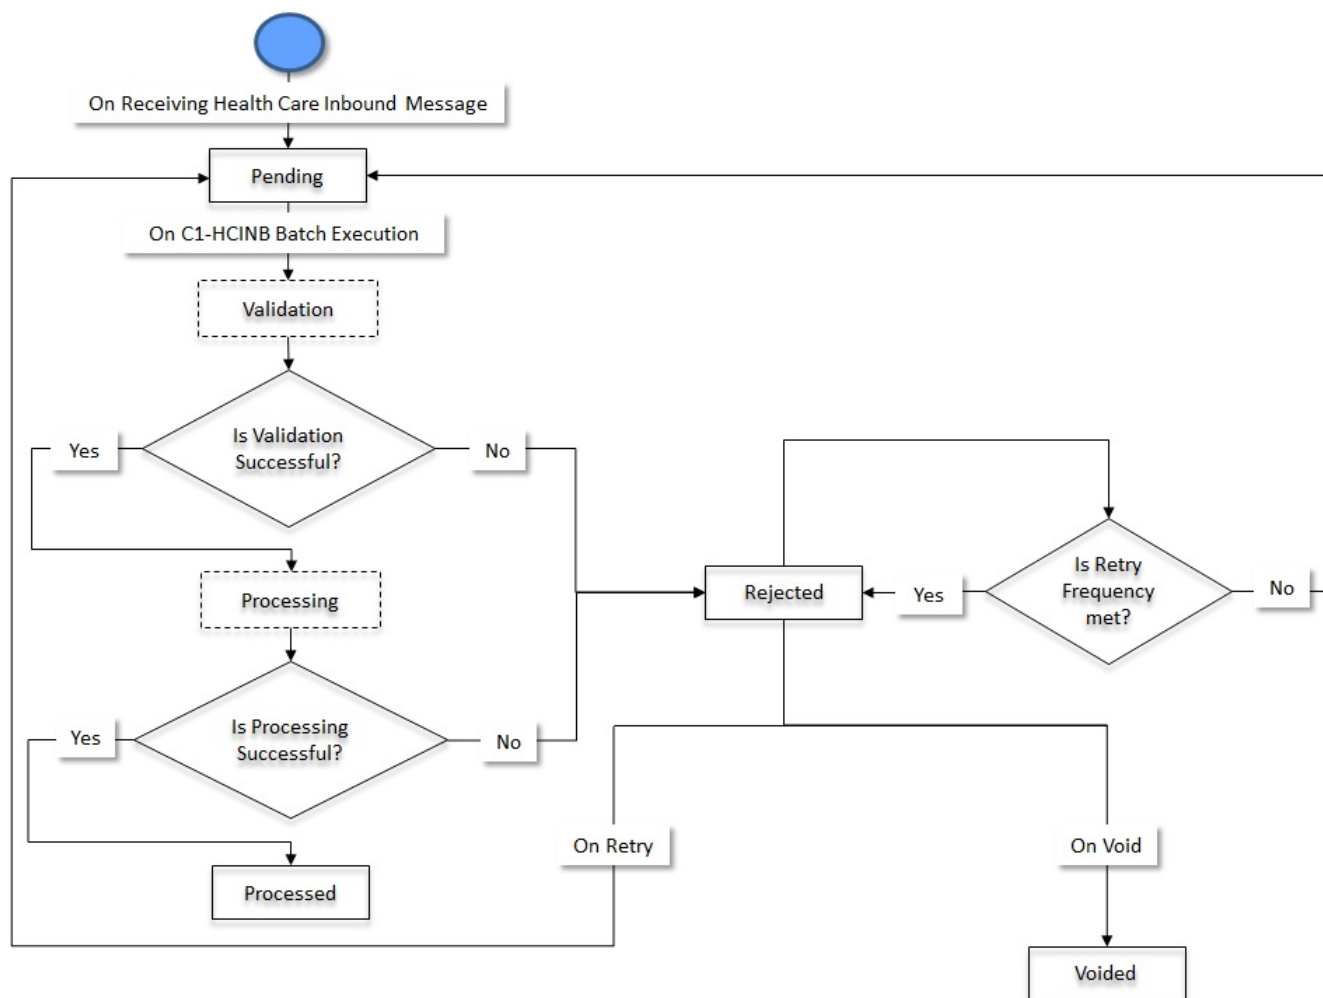 On Receiving Health Care Inbound Message
Pending
On C1-HCINB Batch Execution
Validation
Is Validation
Successful?
Yes
No
Processing
Rejected
Yes
Is Retry
Frequency
met?
No
Is Processing
Successful?
Yes
No
On Retry
On Void
Processed
Voided